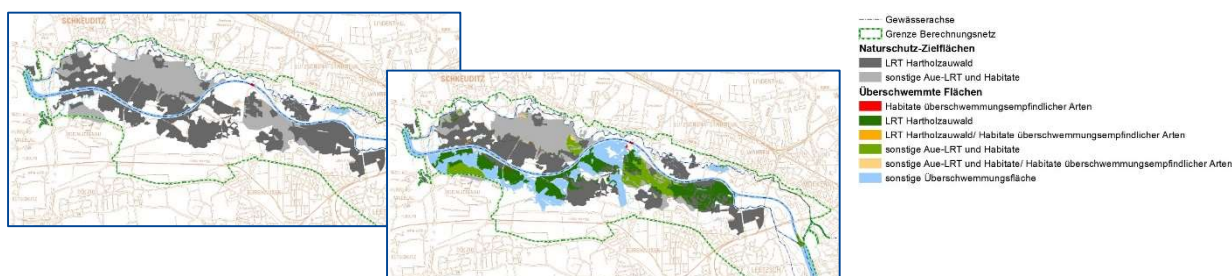 SCHKEUDITZ
SCHKEUDITZ
Gewässerachse
Grenze Berechnungsnetz
Naturschutz-Zielflächen
LRT Hartholzauwald
sonstige Aue-LRT und Habitate
Überschwemmte Flächen
Habitate überschwemmungsempfindlicher Arten
LRT Hartholzauwald
LRT Hartholzauwald/ Habitate überschwemmungsempfindlicher Arten
sonstige Aue-LRT und Habitate
sonstige Aue-LRT und Habitate/ Habitate überschwemmungsempfindlicher Arten
sonstige Überschwemmungsfläche